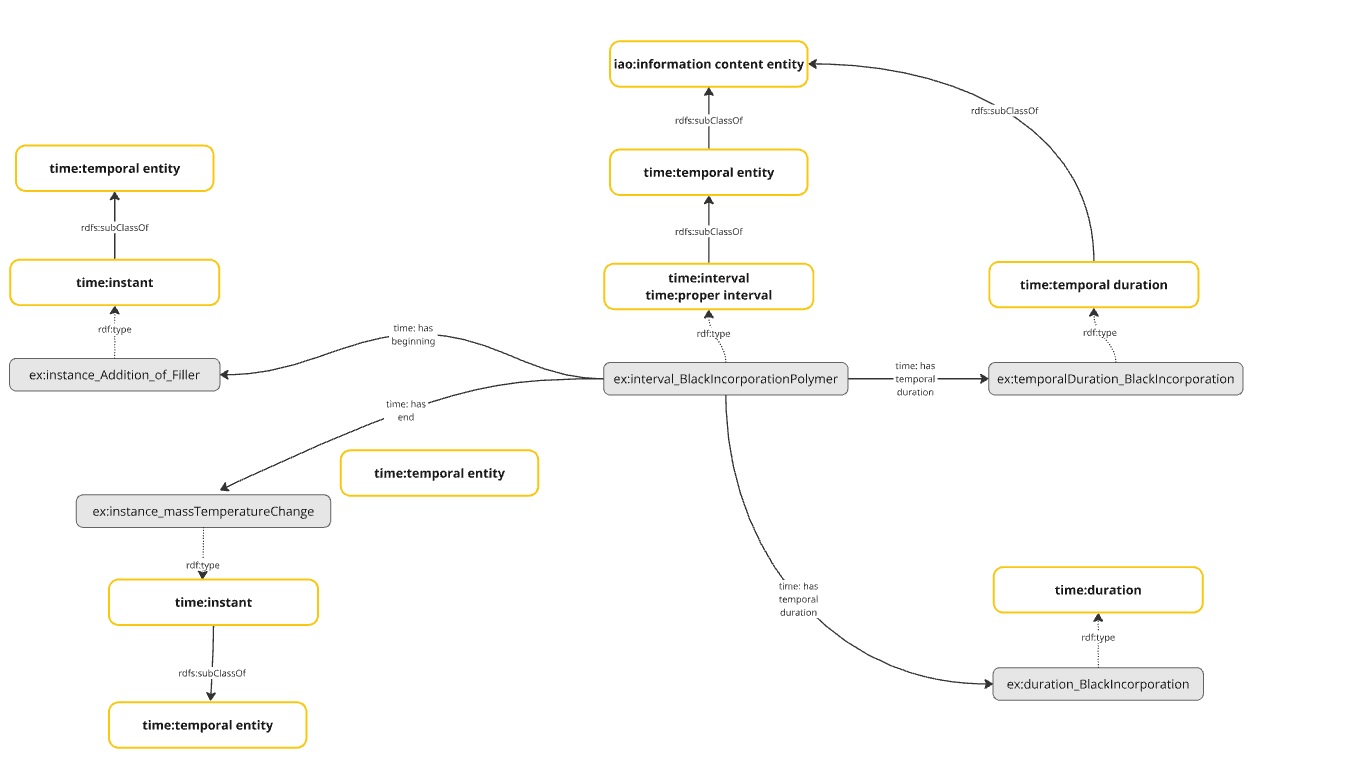 iao:information content entity
rdfs:subClassOf
rdfs:subClassOf
time:temporal entity
time:temporal entity
rdfs:subClassOf
rdfs:subClassOf
time:instant
time:interval
time:proper interval
time:temporal duration
rdf:type
rdf:type
rdf:type
time: has
beginning
ex:instance_Addition_of_Filler
ex:interval_BlackIncorporationPolymer
time: has
temporal
duration
ex:temporalDuration_BlackIncorporation
time: has
end
time:temporal entity
ex:instance_massTemperatureChange
rdf:type
time:instant
time: has
temporal
duration
time:duration
rdf:type
rdfs:subClassOf
ex:duration_BlackIncorporation
time:temporal entity